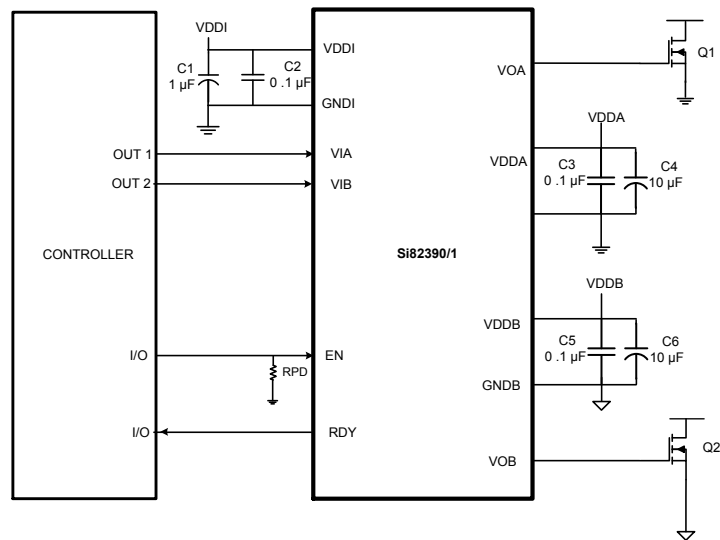 VDDI
C1
1 µF
C2
0 .1 µF
VDDI
GNDI
OUT 1
VIA
OUT 2
VIB
CONTROLLER
I/O
EN
RPD
I/O
RDY
Si82390/1
VOA
Q1
VDDA
VDDA
C3
0 .1 µF
C4
10 µF
VDDB
VDDB
C5
0 .1 µF
C6
10 µF
GNDB
VOB
Q2